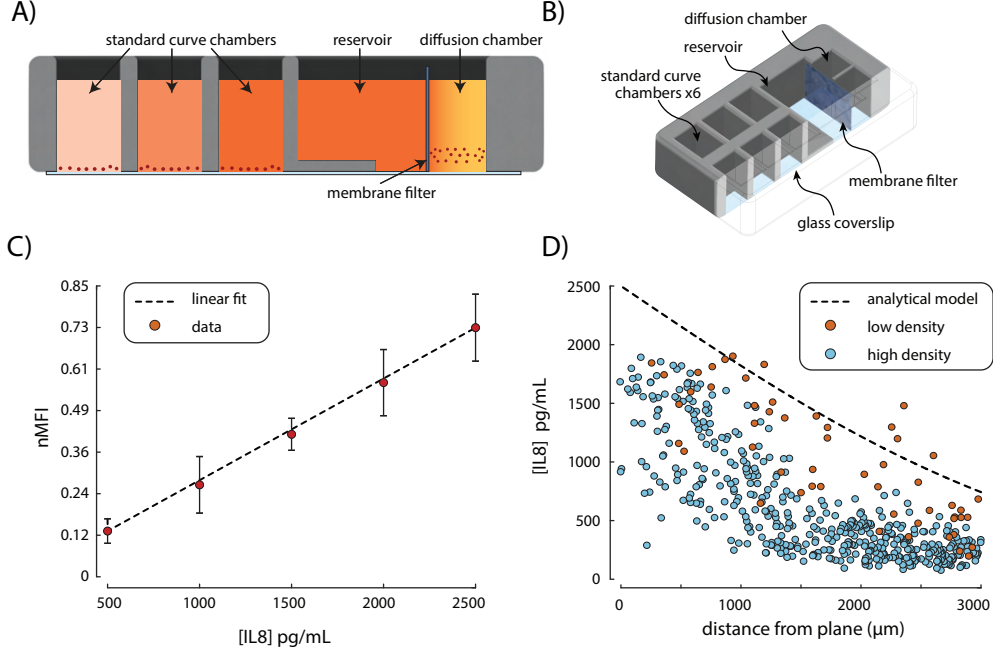 A)
standard curve chambers
reservoir
diffusion chamber
membrane filter
B)
diffusion chamber
reservoir
standard curve
chambers x6
membrane filter
glass coverslip
C)
0.85
0.73
0.61
0.49
0.36
0.24
0.12
0
nMFI
linear fit
data
500
1000
1500
2000
2500
[IL8] pg/mL
D)
2500
2000
1500
1000
500
0
[IL8] pg/mL
analytical model
low density
high density
0
1000
2000
3000
distance from plane (μm)